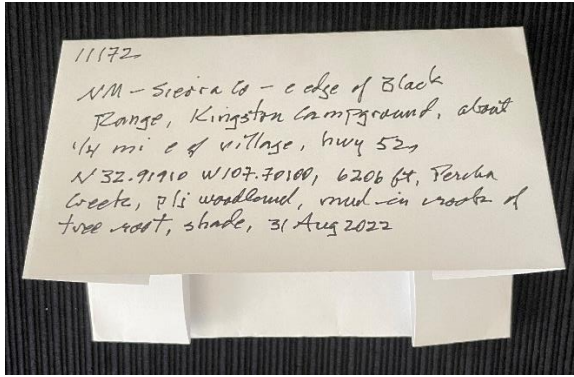 11172
NM - Sierra Co - e edge of Black
Range, Kingston Campground, about
1/4 mi e of village, hwy 52,
N 32.91910 W107.70100, 6206 ft, Percha
Creek, p/j woodland, mud in crook of
tree root, shade, 31 Aug 2022